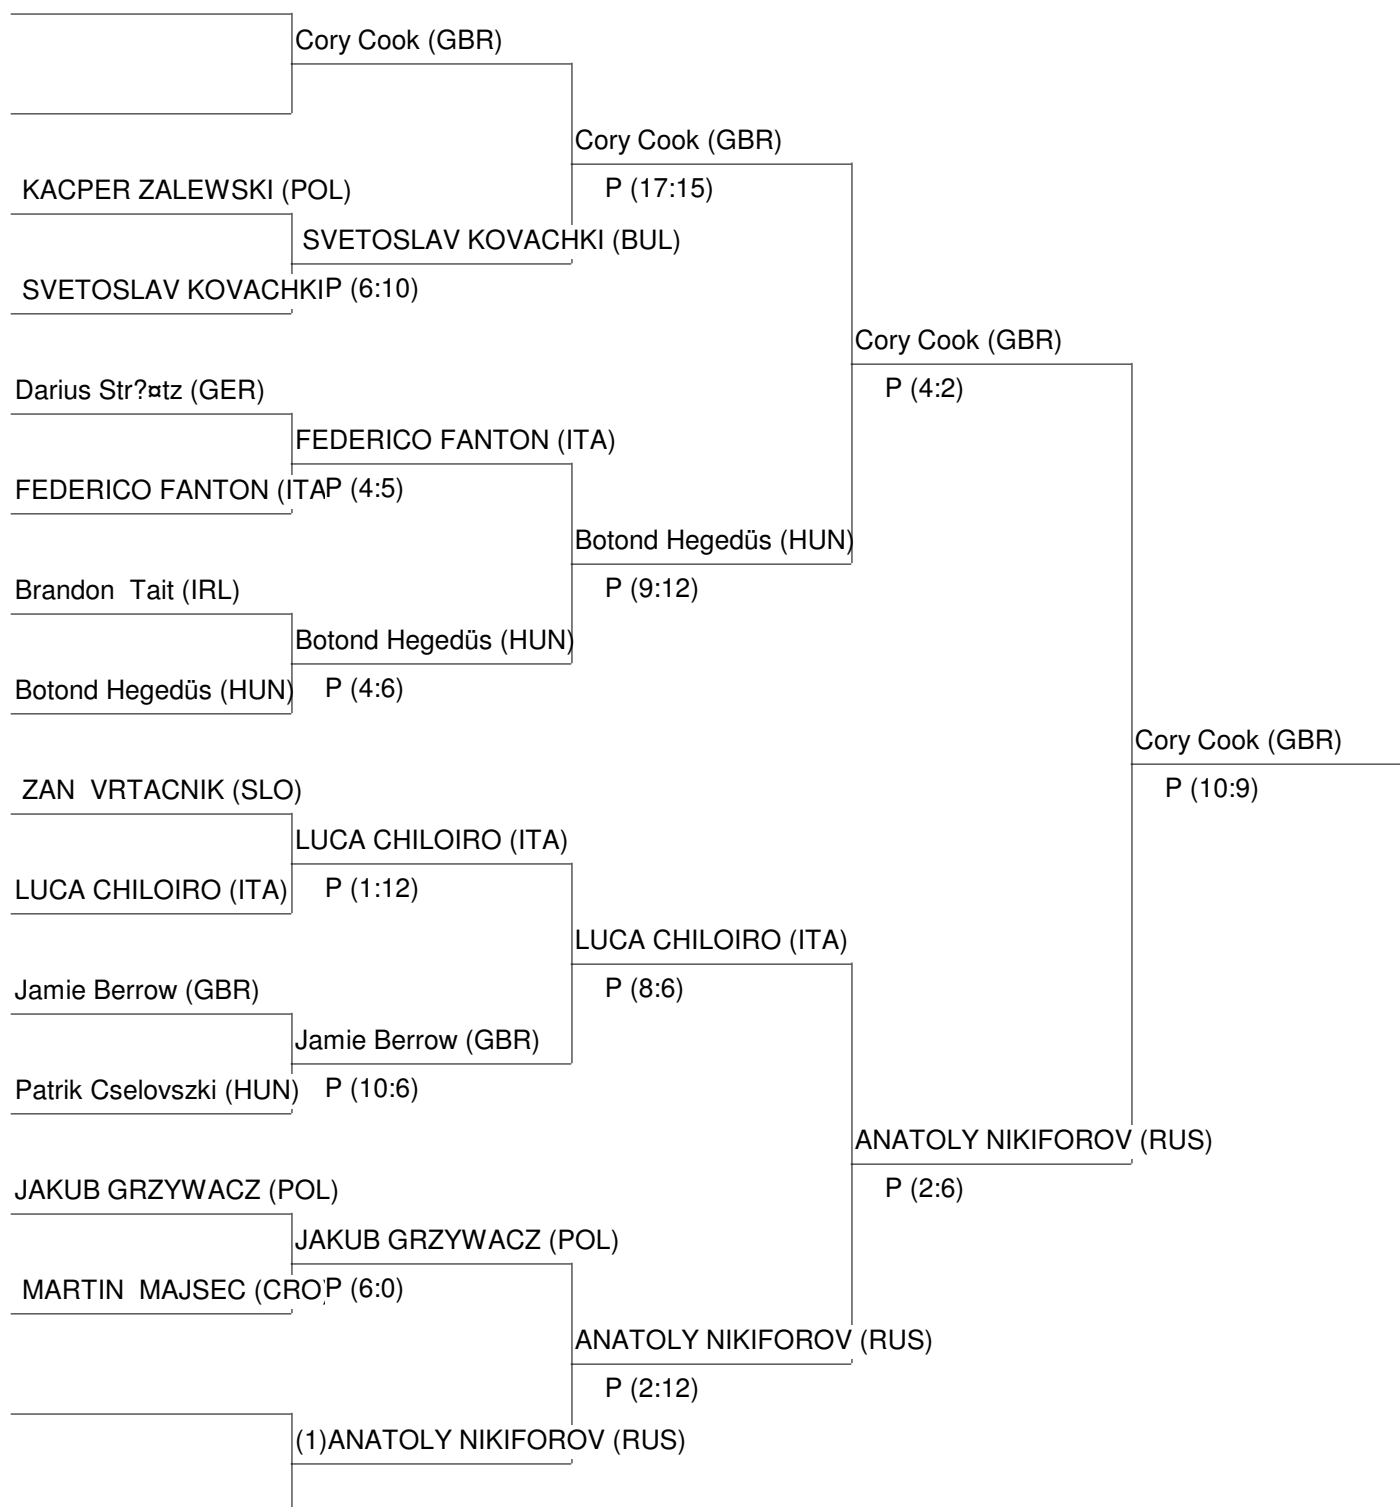 Cory Cook (GBR)
Cory Cook (GBR)
KACPER ZALEWSKI (POL)
P (17:15)
SVETOSLAV KOVACHKI (BUL)
SVETOSLAV KOVACHKI
P (6:10)
Cory Cook (GBR)
Darius Str?¤tz (GER)
P (4:2)
FEDERICO FANTON (ITA)
FEDERICO FANTON (ITA
P (4:5)
Botond Hegedüs (HUN)
Brandon  Tait (IRL)
P (9:12)
Botond Hegedüs (HUN)
Botond Hegedüs (HUN)
P (4:6)
Cory Cook (GBR)
ZAN  VRTACNIK (SLO)
P (10:9)
LUCA CHILOIRO (ITA)
LUCA CHILOIRO (ITA)
P (1:12)
LUCA CHILOIRO (ITA)
Jamie Berrow (GBR)
P (8:6)
Jamie Berrow (GBR)
Patrik Cselovszki (HUN)
P (10:6)
ANATOLY NIKIFOROV (RUS)
JAKUB GRZYWACZ (POL)
P (2:6)
JAKUB GRZYWACZ (POL)
MARTIN  MAJSEC (CRO)
P (6:0)
ANATOLY NIKIFOROV (RUS)
P (2:12)
(1)ANATOLY NIKIFOROV (RUS)